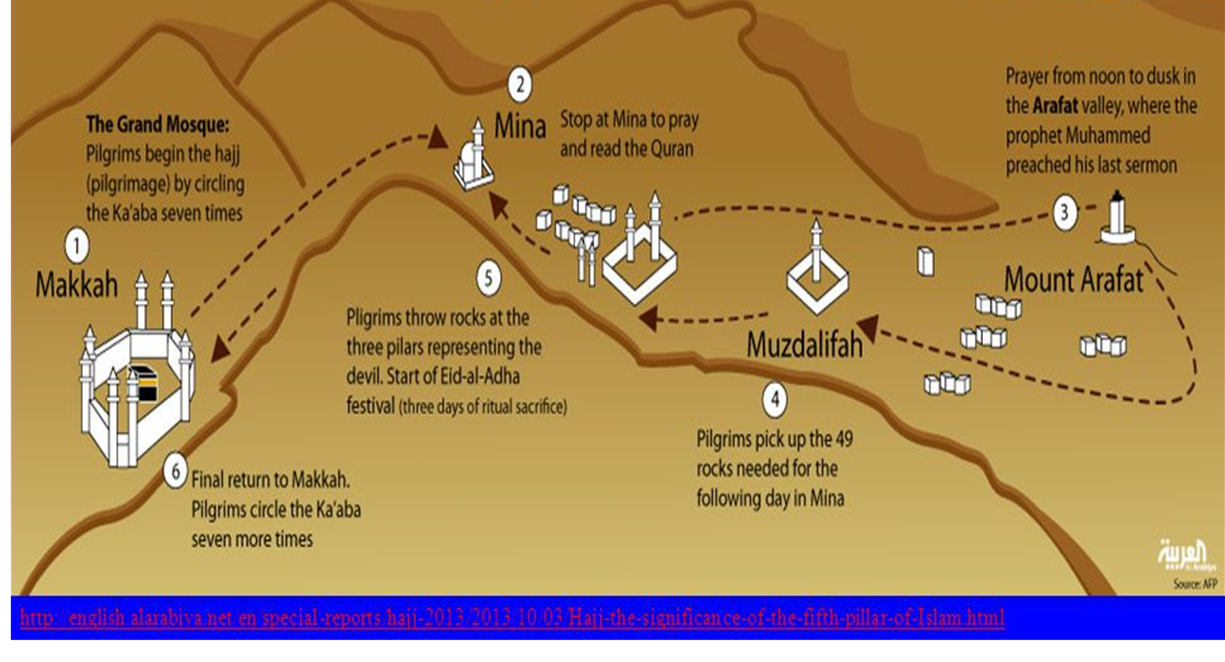 The Grand Mosque:
Pilgrims begin the hajj
(pilgrimage) by circling
the Ka'aba seven times
1
Makkah
2
Mina
Stop at Mina to pray
and read the Quran
Prayer from noon to dusk in
the Arafat valley, where the
prophet Muhammed
preached his last sermon
3
Mount Arafat
Muzdalifah
4
Pilgrims pick up the 49
rocks needed for the
following day in Mina
5
Pligrims throw rocks at the
three pilars representing the
devil. Start of Eid-al-Adha
festival (three days of ritual sacrifice)
6
Final return to Makkah.
Pilgrims circle the Ka'aba
seven more times
العربية
Al Arabiya
Source: AFP
http://english.alarabiya.net/en/special-reports/hajj-2013/2013/10/03/Hajj-the-significance-of-the-fifth-pillar-of-Islam.html